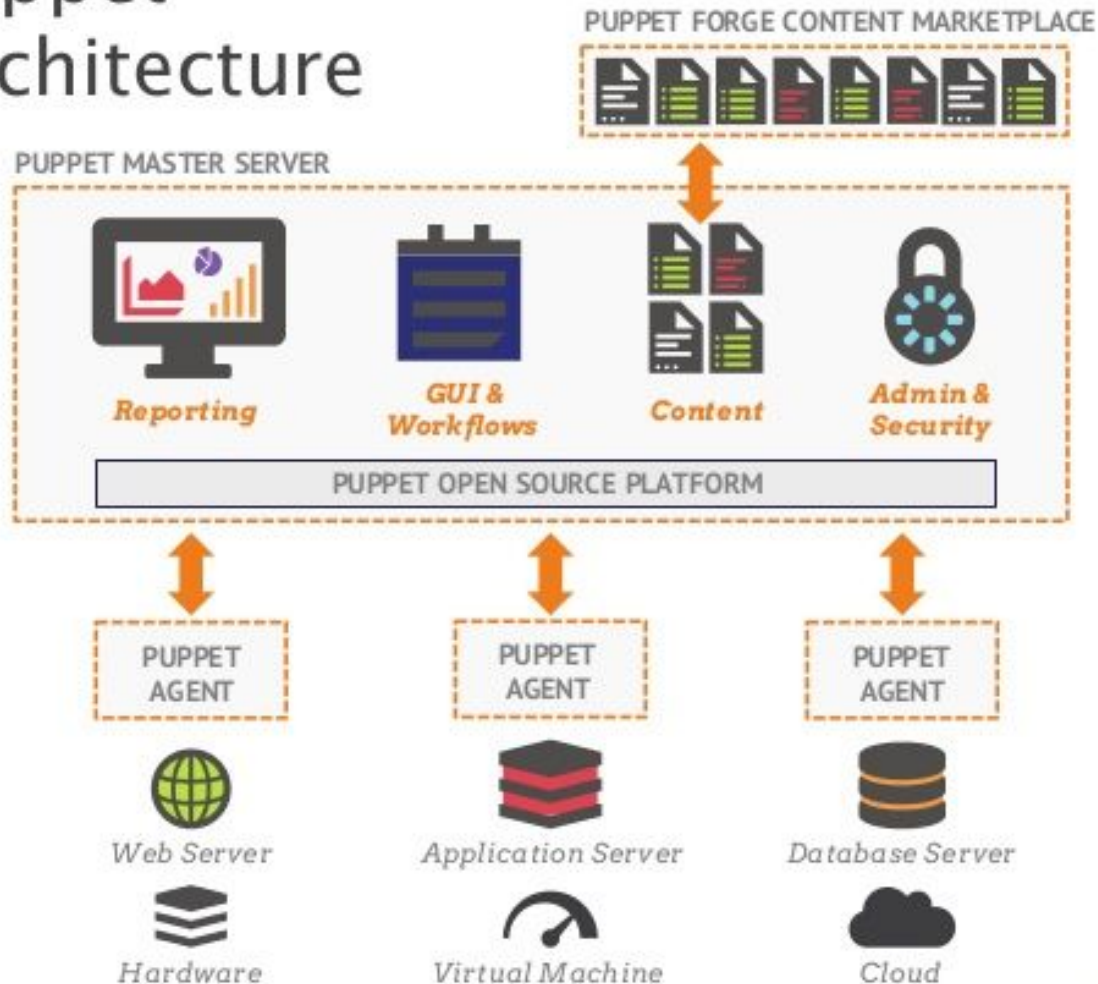 ppet
chitecture
PUPPET FORGE CONTENT MARKETPLACE
PUPPET MASTER SERVER
Reporting
GUI &
Workflows
Content
Admin &
Security
PUPPET OPEN SOURCE PLATFORM
PUPPET
AGENT
PUPPET
AGENT
PUPPET
AGENT
Web Server
Application Server
Database Server
Hardware
Virtual Machine
Cloud